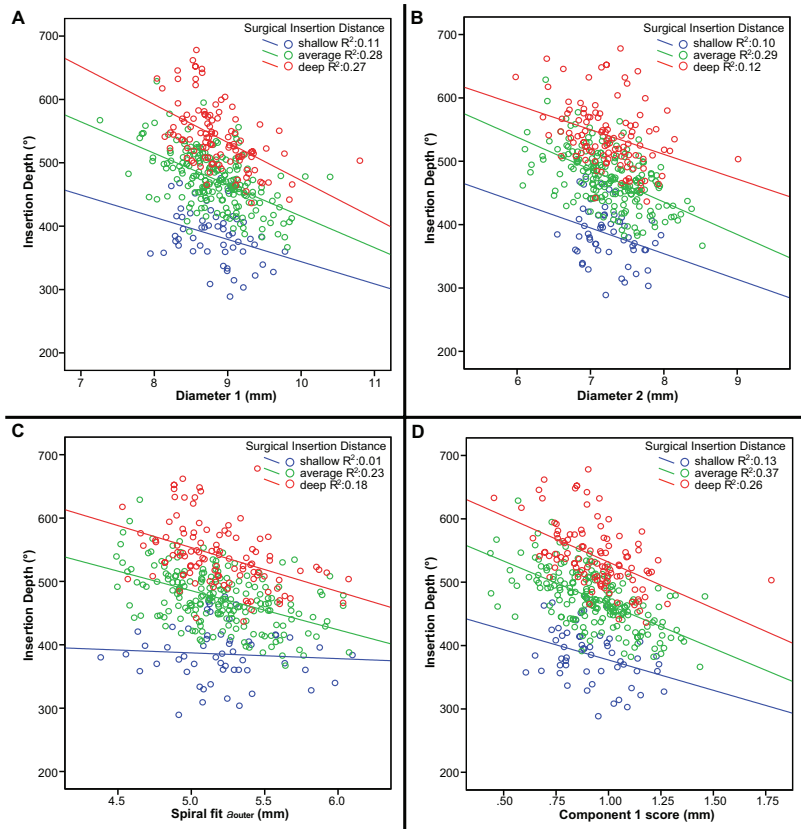 A
Surgical Insertion Distance
shallow R²:0.11
average R²:0.28
deep R²:0.27
700
600
500
400
300
200
Insertion Depth (°)
7 8 9 10 11
Diameter 1 (mm)
B
Surgical Insertion Distance
shallow R²:0.10
average R²:0.29
deep R²:0.12
700
600
500
400
300
200
Insertion Depth (°)
6 7 8 9
Diameter 2 (mm)
C
Surgical Insertion Distance
shallow R²:0.01
average R²:0.23
deep R²:0.18
700
600
500
400
300
200
Insertion Depth (°)
4.5 5.0 5.5 6.0
Spiral fit aouter (mm)
D
Surgical Insertion Distance
shallow R²:0.13
average R²:0.37
deep R²:0.26
700
600
500
400
300
200
Insertion Depth (°)
.50 0.75 1.00 1.25 1.50 1.75
Component 1 score (mm)